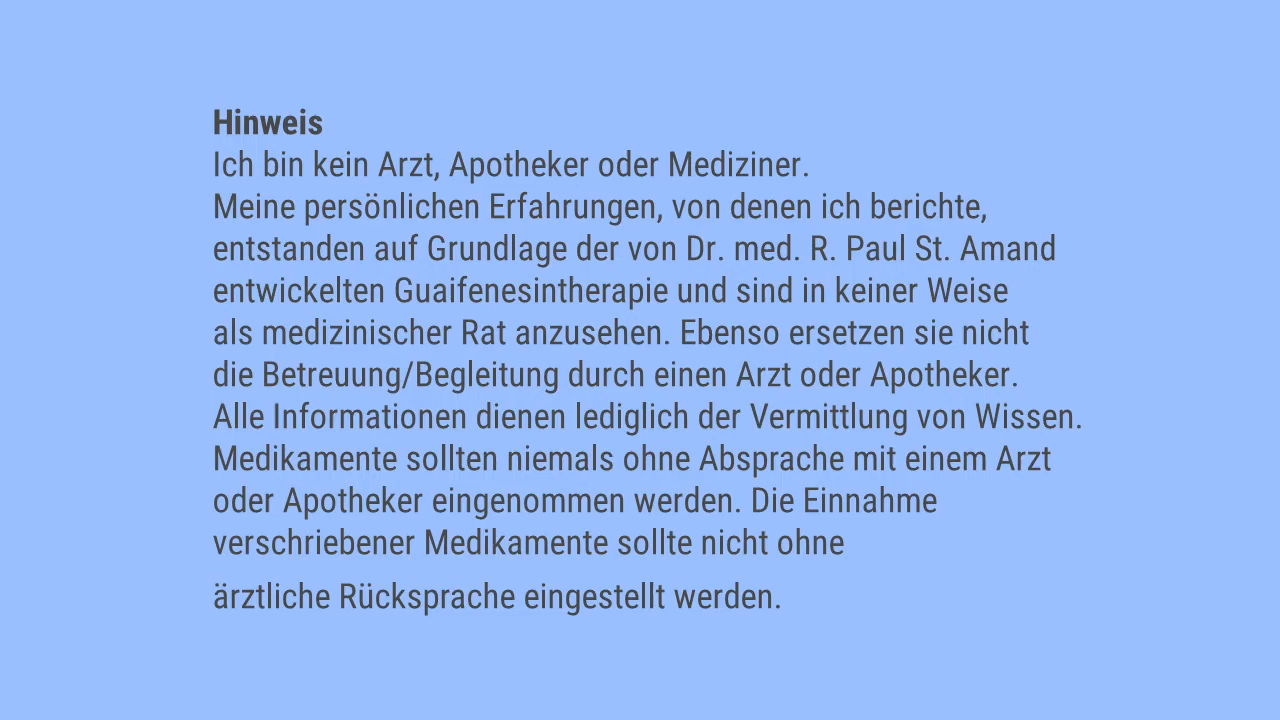 Hinweis
Ich bin kein Arzt, Apotheker oder Mediziner.
Meine persönlichen Erfahrungen, von denen ich berichte,
entstanden auf Grundlage der von Dr. med. R. Paul St. Amand
entwickelten Guaifenesintherapie und sind in keiner Weise
als medizinischer Rat anzusehen. Ebenso ersetzen sie nicht
die Betreuung/Begleitung durch einen Arzt oder Apotheker.
Alle Informationen dienen lediglich der Vermittlung von Wissen.
Medikamente sollten niemals ohne Absprache mit einem Arzt
oder Apotheker eingenommen werden. Die Einnahme
verschriebener Medikamente sollte nicht ohne
ärztliche Rücksprache eingestellt werden.